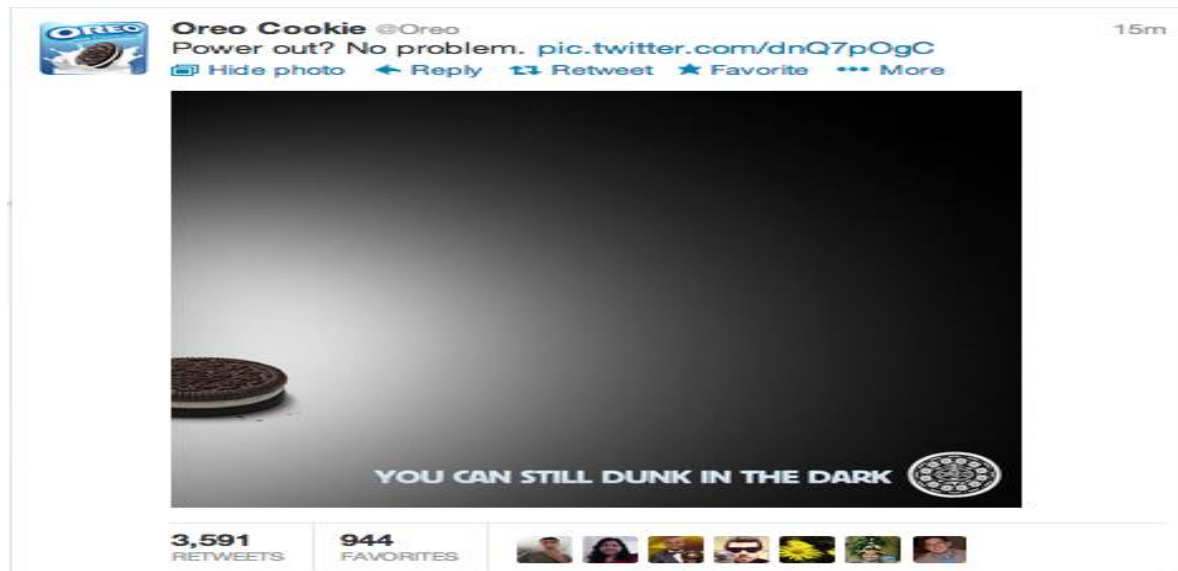 OREO
Oreo Cookie @Oreo 15m
Power out? No problem. pic.twitter.com/dnQ7pOgC
Hide photo Reply Retweet Favorite More
YOU CAN STILL DUNK IN THE DARK
3,591 944
RETWEETS FAVORITES